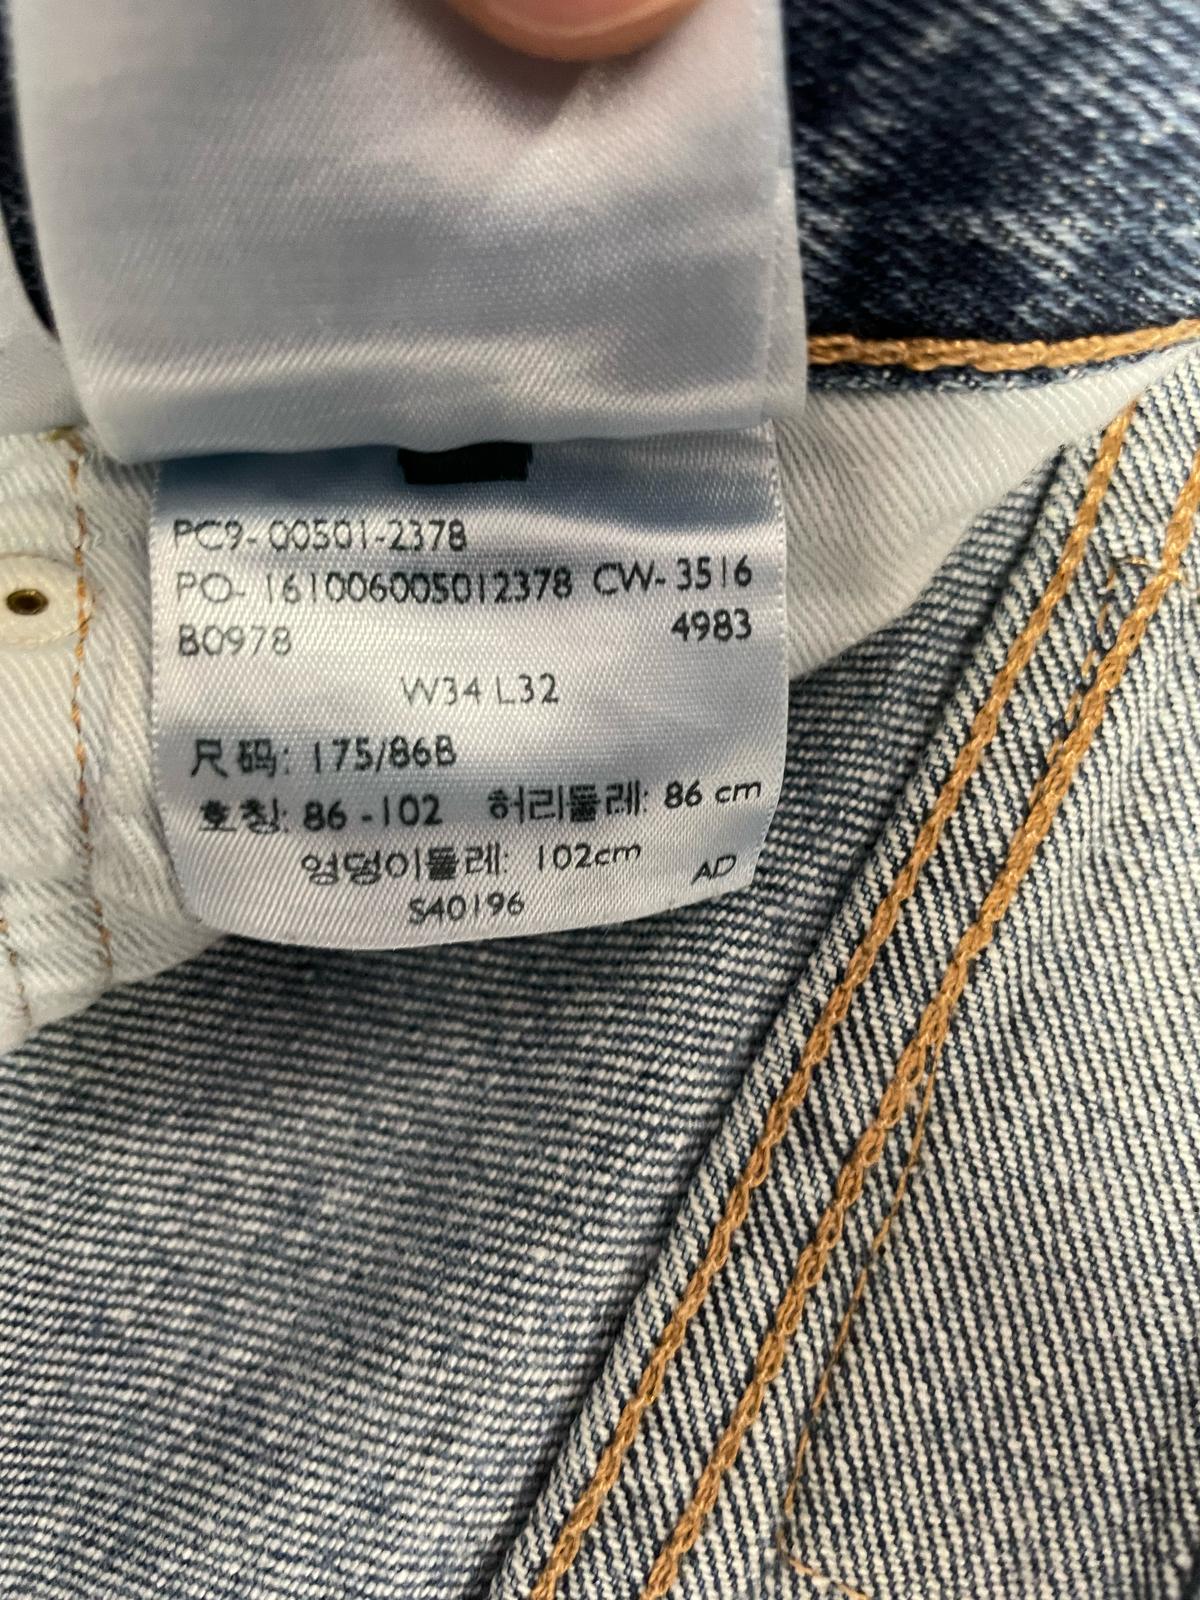 PC9-00501-2378
PO-161006005012378 CW-3516
B0978 4983
W34 L32
尺码: 175/86B
호칭: 86 -102 허리둘레: 86 cm
엉덩이둘레: 102cm AD
S40196